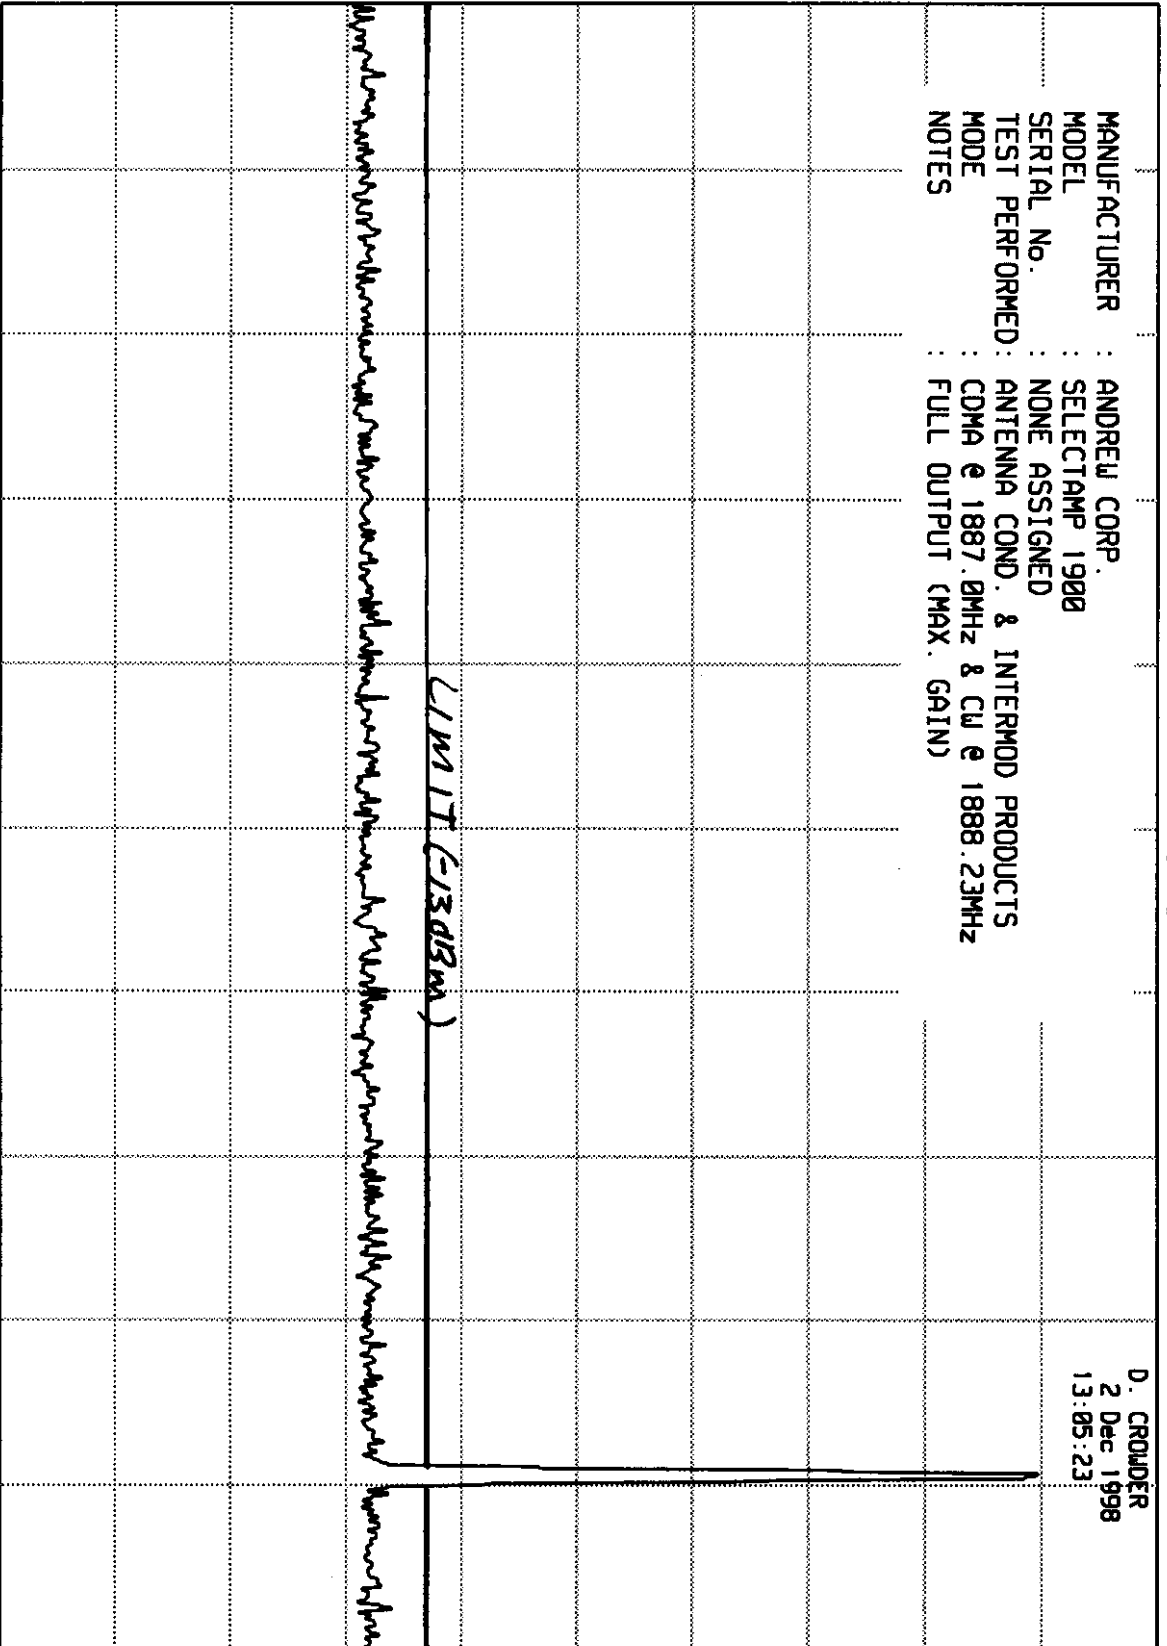 MANUFACTURER : ANDREW CORP.
MODEL : SELECTAMP 1900
SERIAL No. : NONE ASSIGNED
TEST PERFORMED: ANTENNA COND. & INTERMOD PRODUCTS
MODE : CDMA @ 1887.0MHz & CW @ 1888.23MHz
NOTES : FULL OUTPUT (MAX. GAIN)
D. CROWDER
2 Dec 1998
13:05:23
LIMIT (-13dBm)